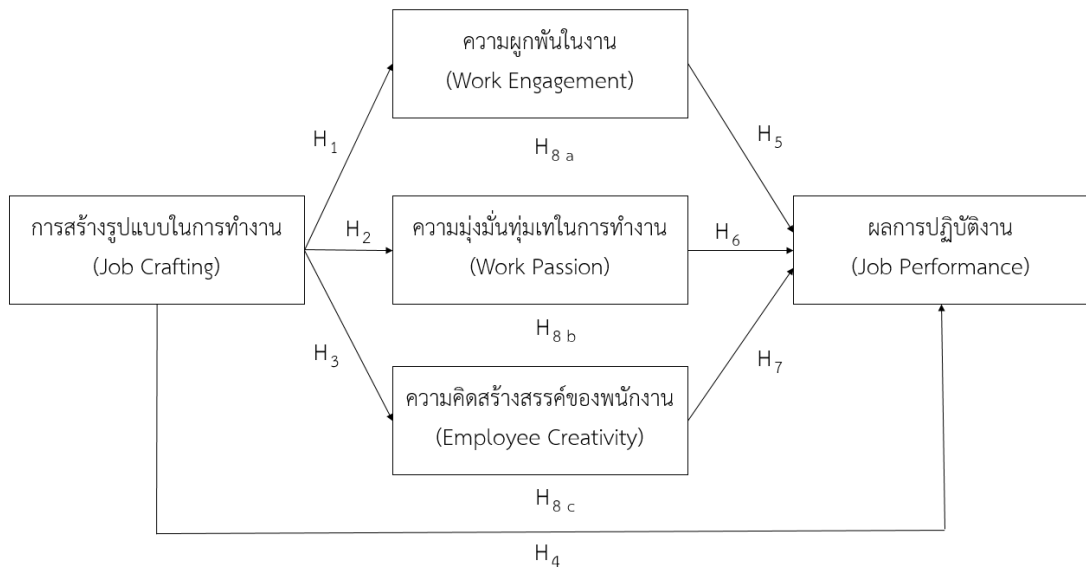 ความผูกพันในงาน
(Work Engagement)
H1
H8 a
H5
การสร้างรูปแบบในการทำงาน
(Job Crafting)
H2
ความมุ่งมั่นทุ่มเทในการทำงาน
(Work Passion)
H6
ผลการปฏิบัติงาน
(Job Performance)
H8 b
H3
H7
ความคิดสร้างสรรค์ของพนักงาน
(Employee Creativity)
H8 c
H4